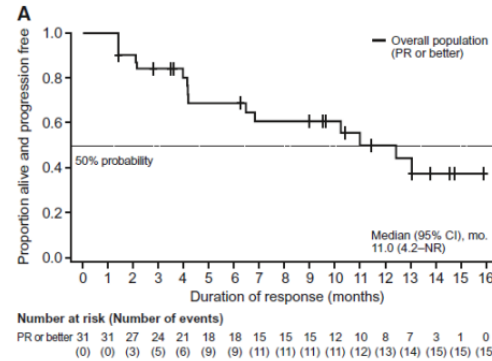 A
Proportion alive and progression free
1.0
0.8
0.6
0.4
0.2
0.0
Overall population
(PR or better)
50% probability
Median (95% CI), mo.
11.0 (4.2–NR)
0 1 2 3 4 5 6 7 8 9 10 11 12 13 14 15 16
Duration of response (months)
Number at risk (Number of events)
PR or better 31 31 27 24 21 18 18 15 15 15 12 10 8 7 3 1 0
(0) (0) (3) (5) (6) (9) (9) (11) (11) (11) (11) (12) (13) (14) (15) (15) (15